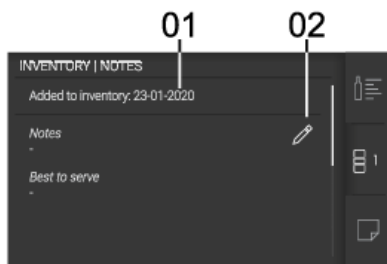 01 02
INVENTORY | NOTES
Added to inventory: 23-01-2020
Notes
-
1
Best to serve
-